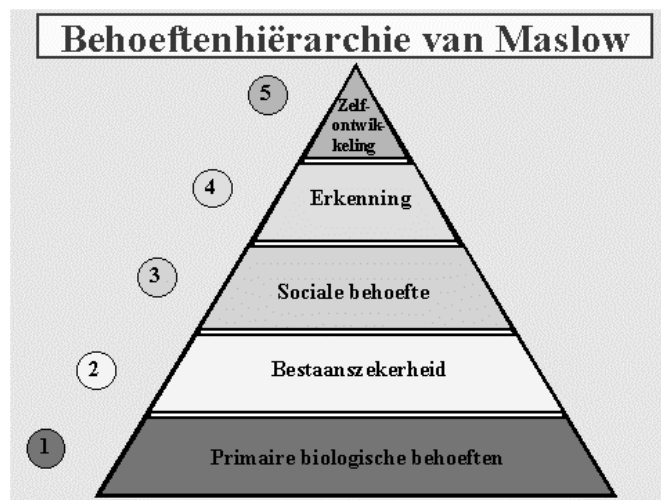 Behoeftenhiërarchie van Maslow
5
Zelf-
ontwik-
keling
4
Erkenning
3
Sociale behoefte
2
Bestaanszekerheid
1
Primaire biologische behoeften